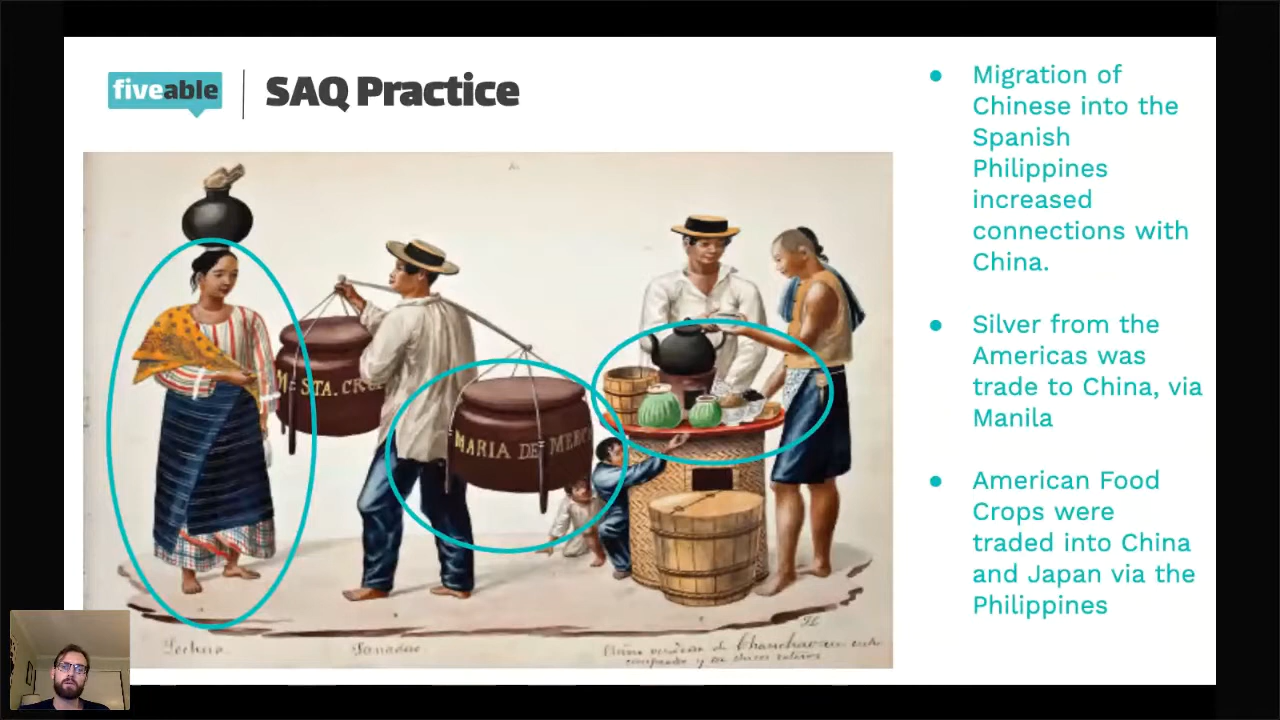 fiveable
SAQ Practice
Migration of
Chinese into the
Spanish
Philippines
increased
connections with
China.
Silver from the
Americas was
trade to China, via
Manila
American Food
Crops were
traded into China
and Japan via the
Philippines
STA. CRU
MARIA DE MERC